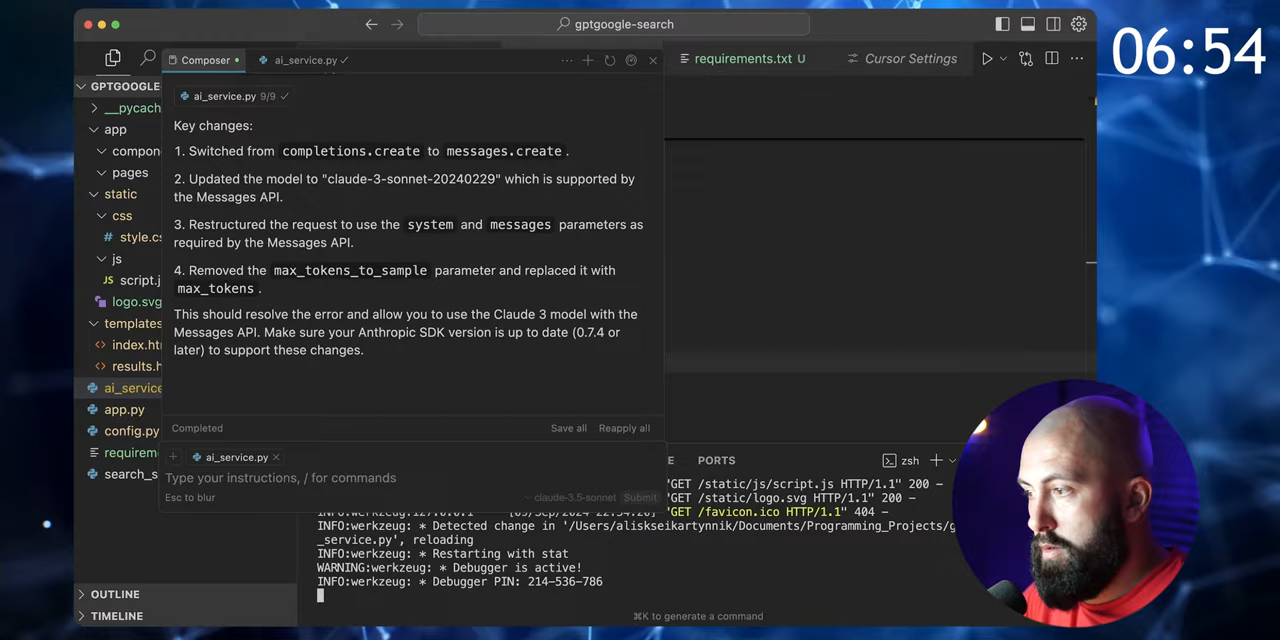 gptgoogle-search
06:54
Composer
ai_service.py
requirements.txt U
Cursor Settings
GPTGOOGLE-
__pycach
app
compon
pages
static
css
# style.cs
js
JS script.j
logo.svg
templates
<> index.ht
<> results.h
ai_service
app.py
config.py
requirem
search_s
OUTLINE
TIMELINE
ai_service.py 9/9
Key changes:
1. Switched from completions.create to messages.create.
2. Updated the model to "claude-3-sonnet-20240229" which is supported by
the Messages API.
3. Restructured the request to use the system and messages parameters as
required by the Messages API.
4. Removed the max_tokens_to_sample parameter and replaced it with
max_tokens.
This should resolve the error and allow you to use the Claude 3 model with the
Messages API. Make sure your Anthropic SDK version is up to date (0.7.4 or
later) to support these changes.
Completed
Save all
Reapply all
+ ai_service.py ×
Type your instructions, / for commands
Esc to blur
claude-3.5-sonnet
Submit
E
PORTS
zsh
"GET /static/js/script.js HTTP/1.1" 200 –
"GET /static/logo.svg HTTP/1.1" 200 –
"GET /favicon.ico HTTP/1.1" 404 –
INFO:werkzeug: * Detected change in '/Users/aliskseikartynnik/Documents/Programming_Projects/g
_service.py', reloading
INFO:werkzeug: * Restarting with stat
WARNING:werkzeug: * Debugger is active!
INFO:werkzeug: * Debugger PIN: 214-536-786
⌘K to generate a command